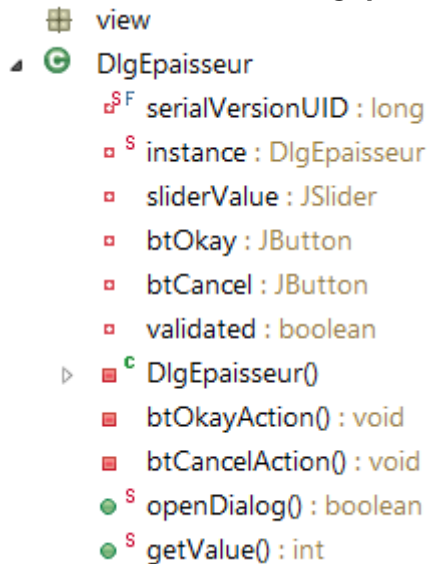 view
DlgEpaisseur
S F serialVersionUID : long
S instance : DlgEpaisseur
sliderValue : JSlider
btOkay : JButton
btCancel : JButton
validated : boolean
C DlgEpaisseur()
btOkayAction() : void
btCancelAction() : void
S openDialog() : boolean
S getValue() : int